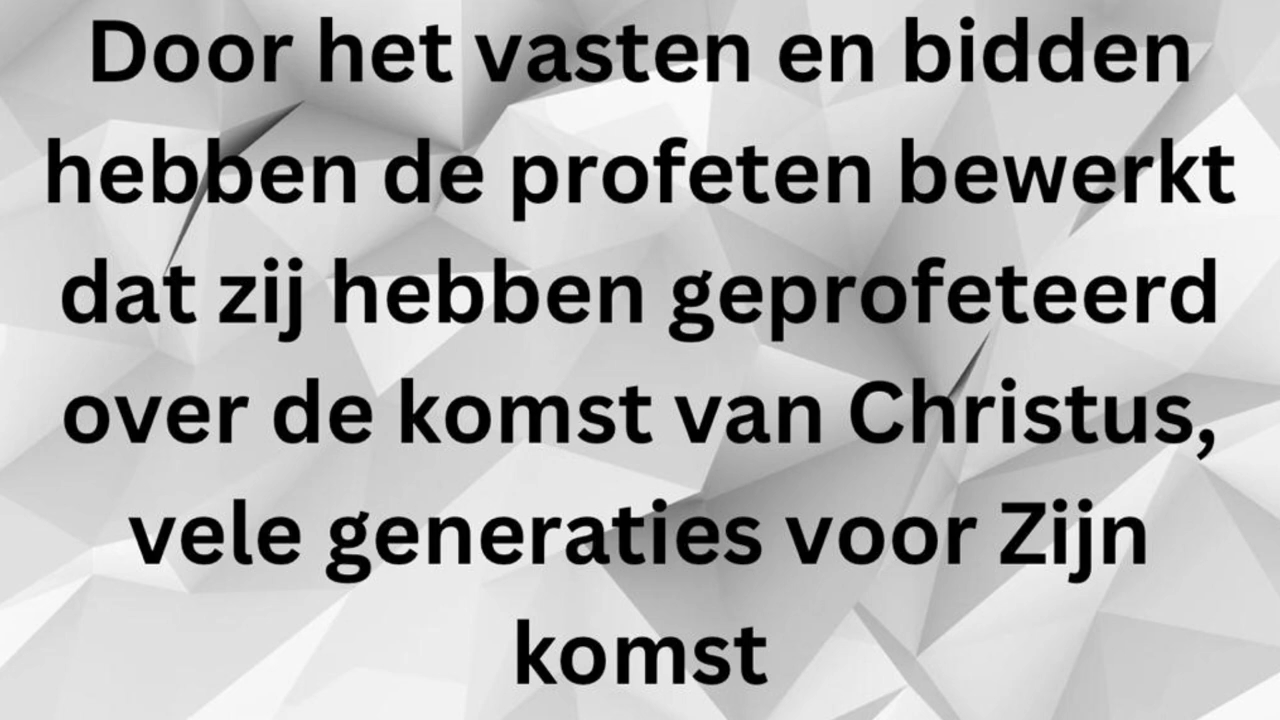 Door het vasten en bidden
hebben de profeten bewerkt
dat zij hebben geprofeteerd
over de komst van Christus,
vele generaties voor Zijn
komst